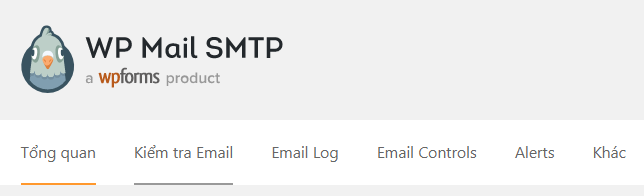 WP Mail SMTP
a wpforms product
Tổng quan Kiểm tra Email Email Log Email Controls Alerts Khác